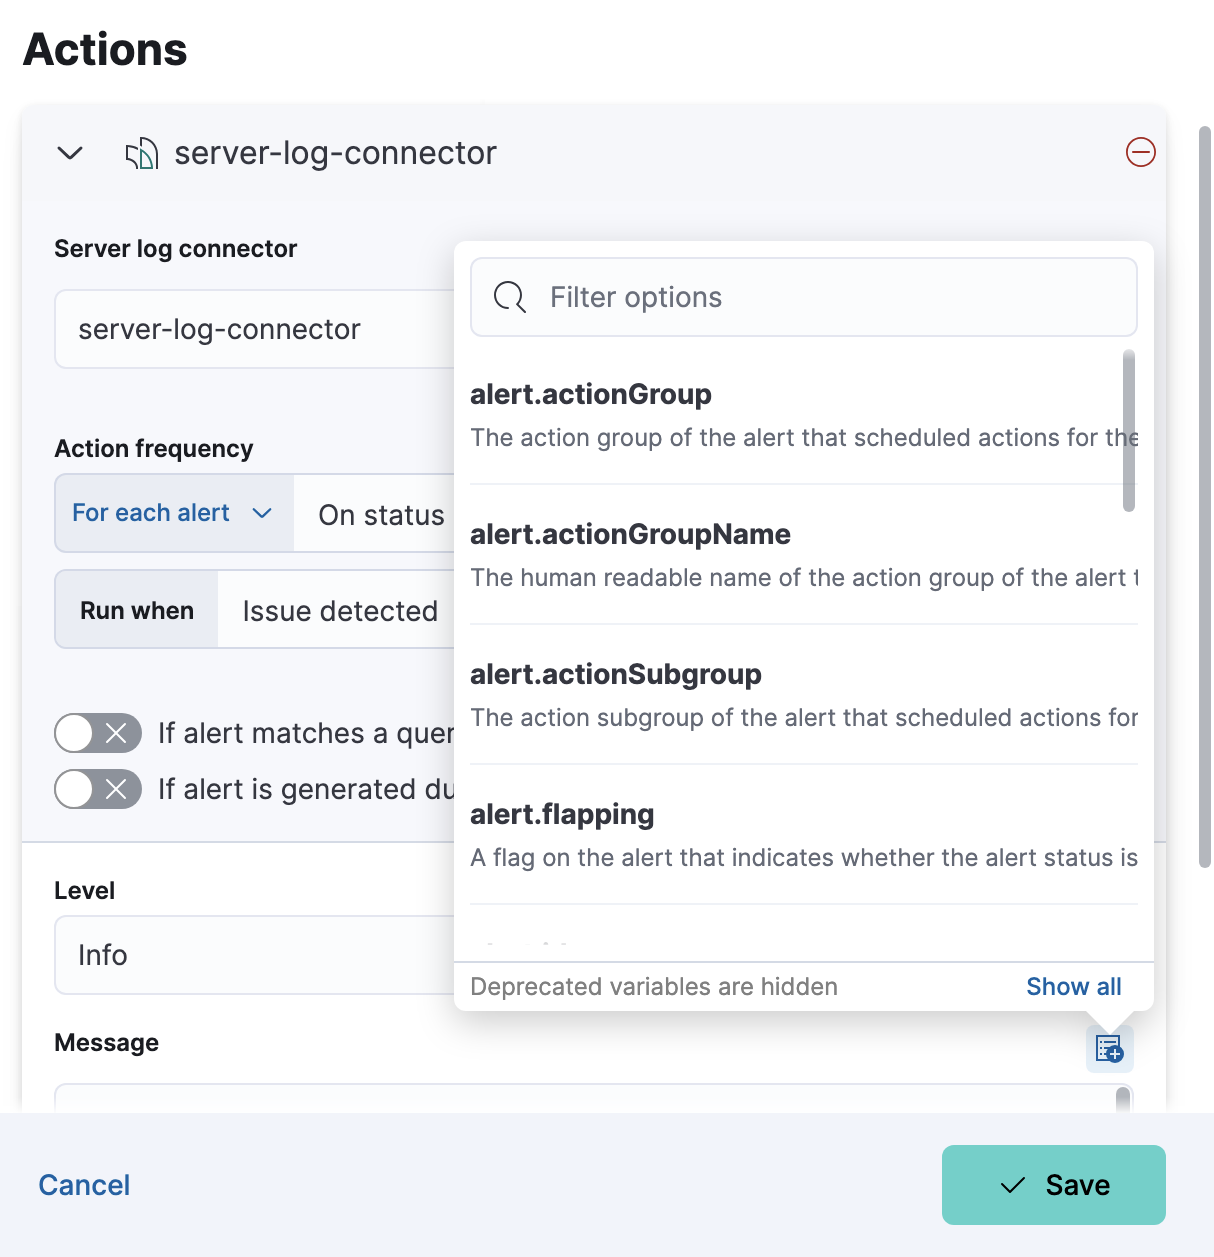 Actions
server-log-connector
Server log connector
server-log-connector
Filter options
alert.actionGroup
The action group of the alert that scheduled actions for the
Action frequency
For each alert
On status
alert.actionGroupName
The human readable name of the action group of the alert
Run when
Issue detected
alert.actionSubgroup
The action subgroup of the alert that scheduled actions for
If alert matches a quer
If alert is generated du
alert.flapping
A flag on the alert that indicates whether the alert status is
Level
Info
Deprecated variables are hidden
Show all
Message
Cancel
Save